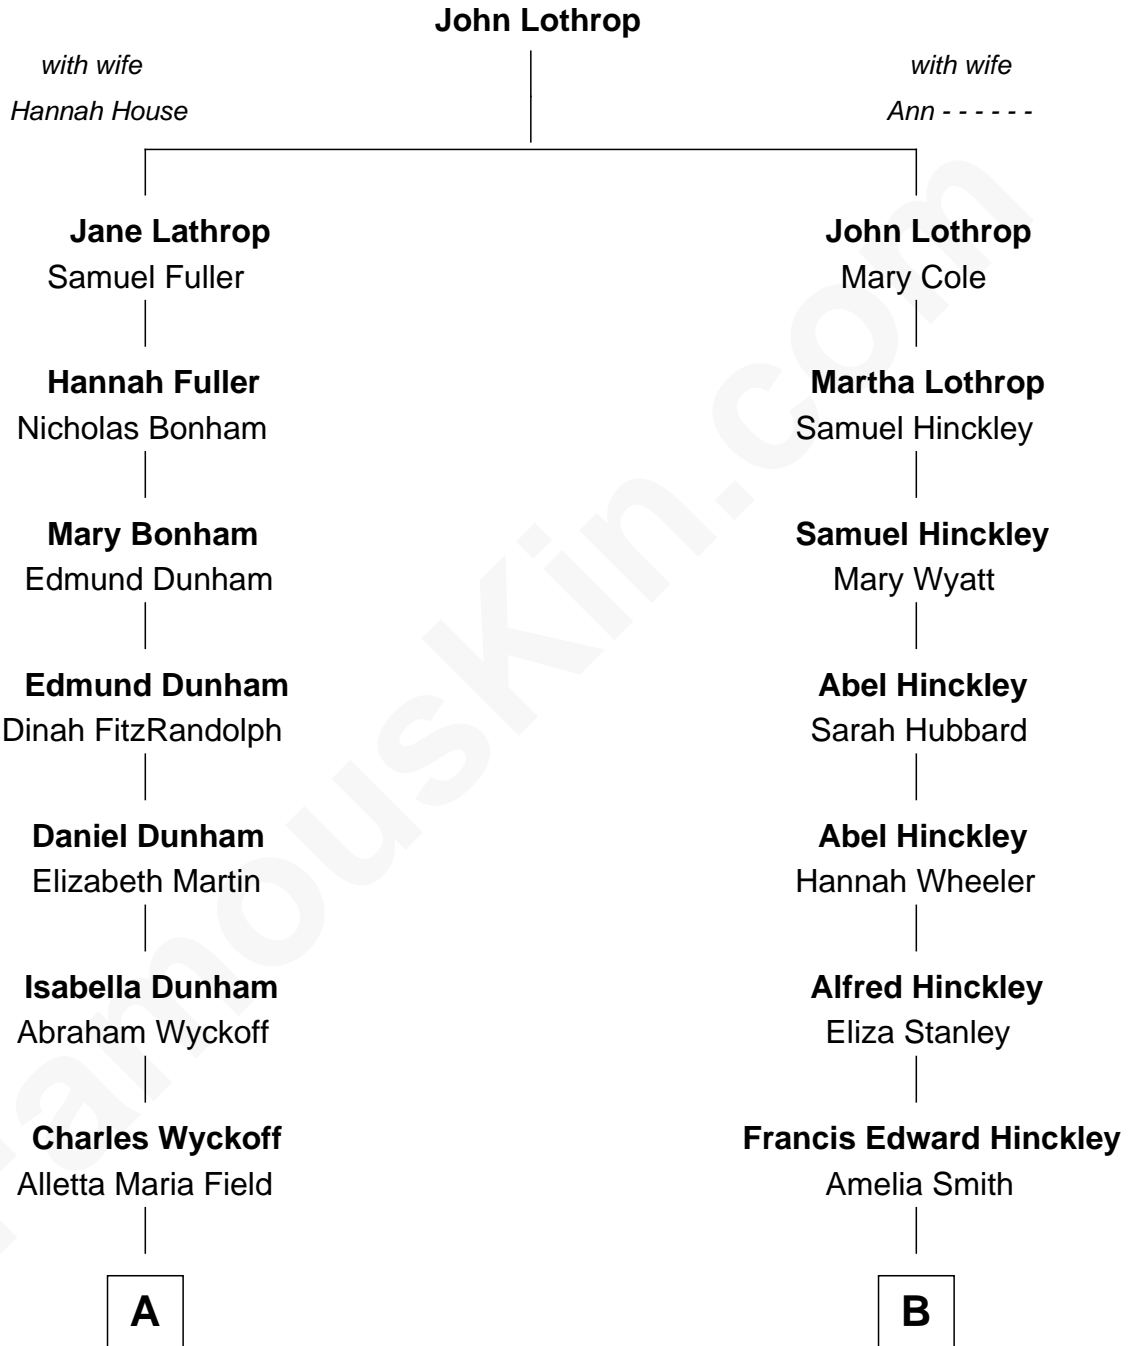 John Lothrop
with wife
Hannah House
with wife
Ann - - - - - -
Jane Lathrop
Samuel Fuller
John Lothrop
Mary Cole
Hannah Fuller
Nicholas Bonham
Martha Lothrop
Samuel Hinckley
Mary Bonham
Edmund Dunham
Samuel Hinckley
Mary Wyatt
Edmund Dunham
Dinah FitzRandolph
Abel Hinckley
Sarah Hubbard
Daniel Dunham
Elizabeth Martin
Abel Hinckley
Hannah Wheeler
Isabella Dunham
Abraham Wyckoff
Alfred Hinckley
Eliza Stanley
Charles Wyckoff
Alletta Maria Field
Francis Edward Hinckley
Amelia Smith
A
B
FamousKin.com